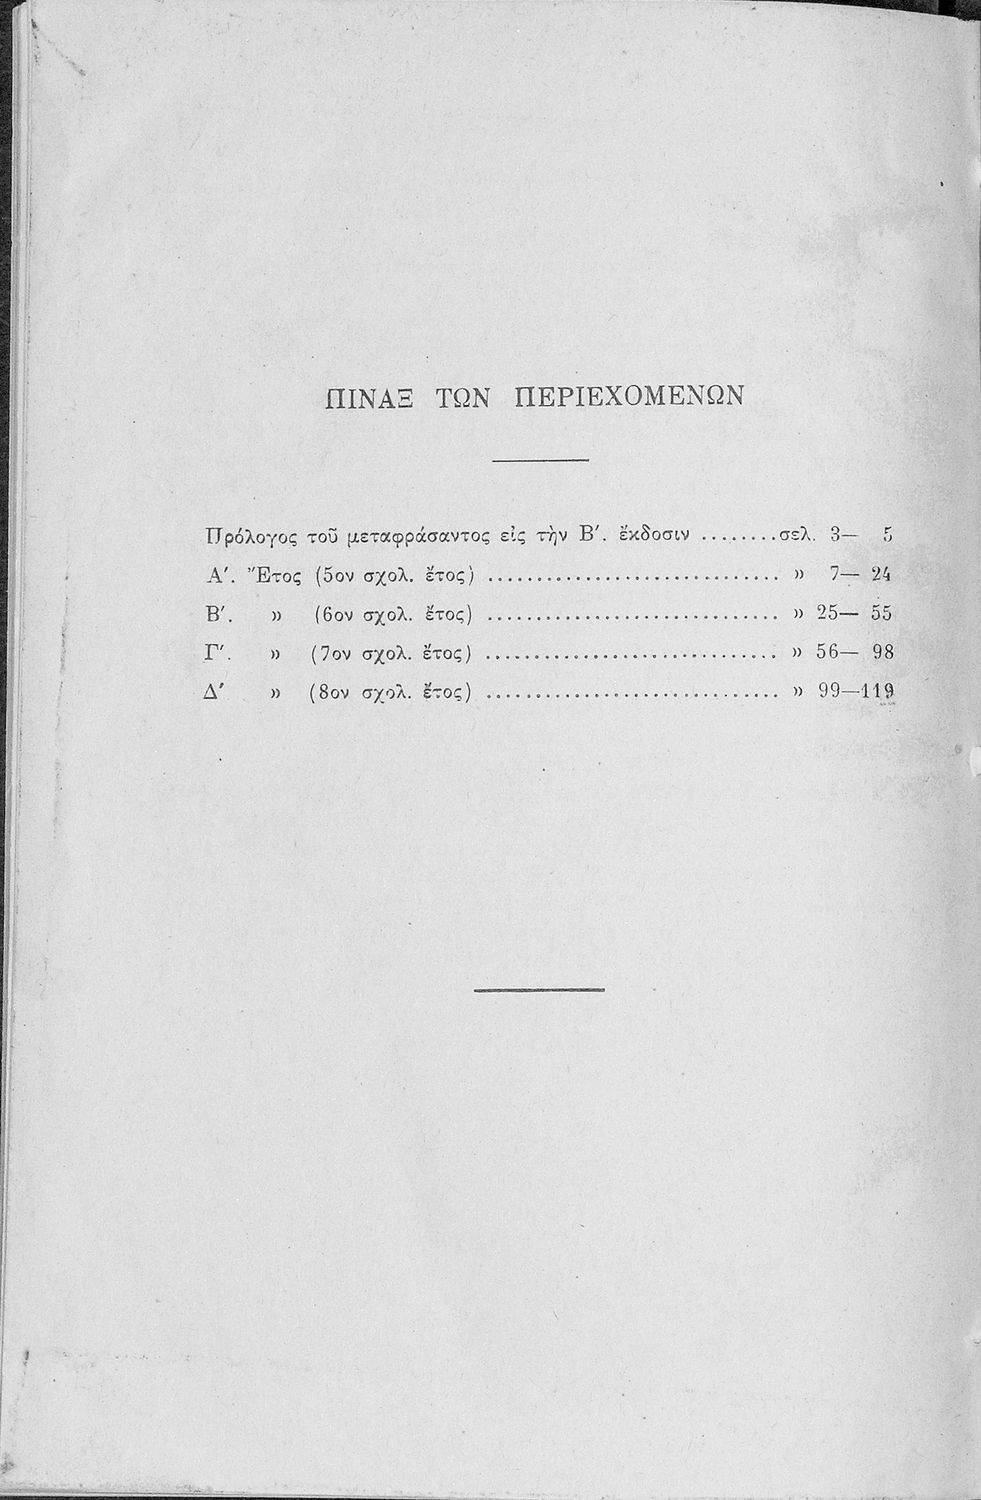 ΠΙΝΑΞ ΤΩΝ ΠΕΡΙΕΧΟΜΕΝΩΝ
Πρόλογος τοῦ μεταφράσαντος εἰς τὴν Β′. ἔκδοσιν ........σελ. 3— 5
Α′. Ἔτος (5ον σχολ. ἔτος) .............................. » 7— 24
Β′. » (6ον σχολ. ἔτος) .............................. » 25— 55
Γ′. » (7ον σχολ. ἔτος) .............................. » 56— 98
Δ′ » (8ον σχολ. ἔτος) .............................. » 99—119